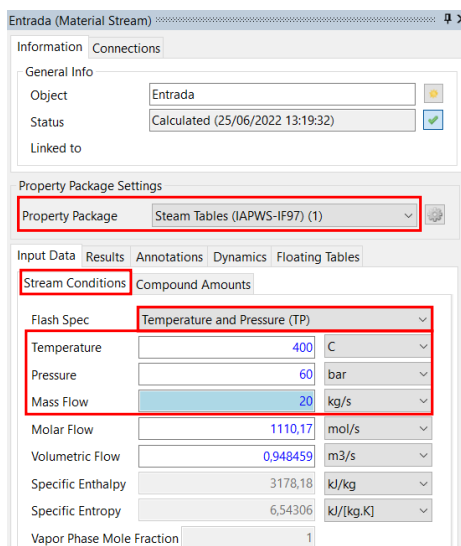 Entrada (Material Stream)
Information Connections
General Info
Object Entrada
Status Calculated (25/06/2022 13:19:32)
Linked to
Property Package Settings
Property Package Steam Tables (IAPWS-IF97) (1)
Input Data Results Annotations Dynamics Floating Tables
Stream Conditions Compound Amounts
Flash Spec Temperature and Pressure (TP)
Temperature 400 C
Pressure 60 bar
Mass Flow 20 kg/s
Molar Flow 1110,17 mol/s
Volumetric Flow 0,948459 m3/s
Specific Enthalpy 3178,18 kJ/kg
Specific Entropy 6,54306 kJ/[kg.K]
Vapor Phase Mole Fraction 1